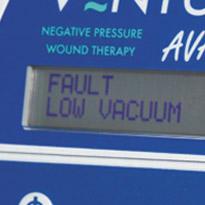 NEGATIVE PRESSURE
WOUND THERAPY
FAULT
LOW VACUUM